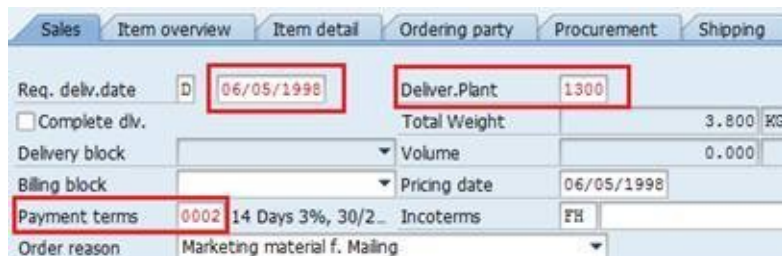 Sales Item overview Item detail Ordering party Procurement Shipping
Req. deliv.date D 06/05/1998 Deliver.Plant 1300
Complete dlv. Total Weight 3.800 KG
Delivery block Volume 0.000
Billing block Pricing date 06/05/1998
Payment terms 0002 14 Days 3%, 30/2... Incoterms FH
Order reason Marketing material f. Mailing